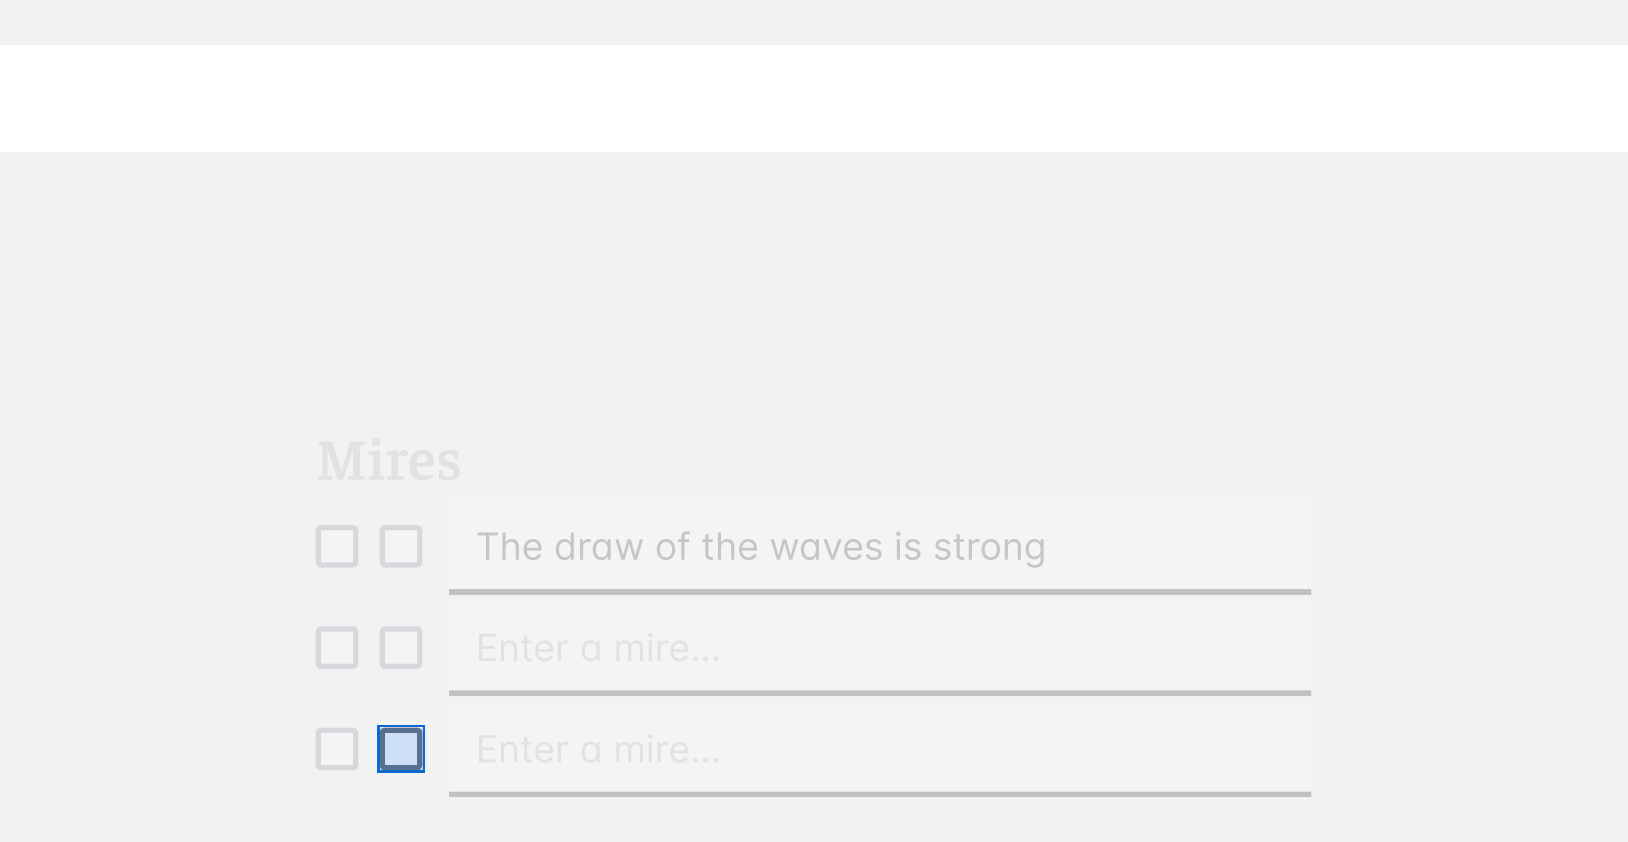 Mires
The draw of the waves is strong
Enter a mire...
Enter a mire...